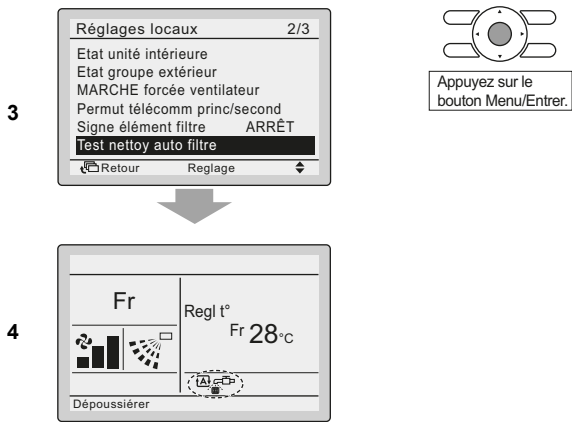 3
Réglages locaux 2/3
Etat unité intérieure
Etat groupe extérieur
MARCHE forcée ventilateur
Permut télécomm princ/second
Signe élément filtre ARRÊT
Test nettoy auto filtre
Retour Reglage
Appuyez sur le
bouton Menu/Entrer.
4
Fr
Regl t°
Fr 28°C
A
Dépoussiérer